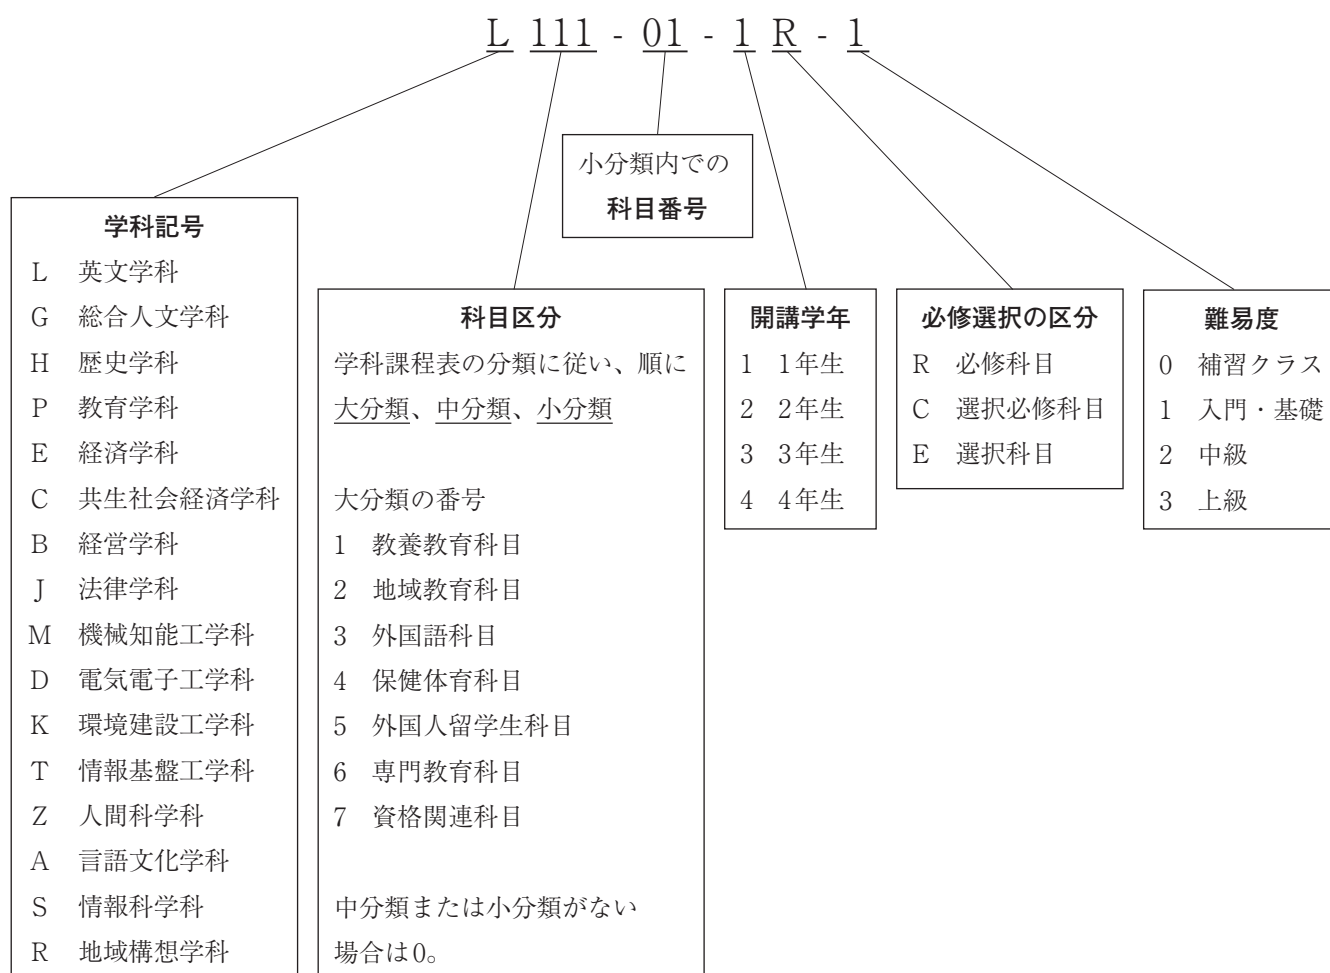 L 111 - 01 - 1 R - 1
小分類内での
科目番号
学科記号
L 英文学科
G 総合人文学科
H 歴史学科
P 教育学科
E 経済学科
C 共生社会経済学科
B 経営学科
J 法律学科
M 機械知能工学科
D 電気電子工学科
K 環境建設工学科
T 情報基盤工学科
Z 人間科学科
A 言語文化学科
S 情報科学科
R 地域構想学科
科目区分
学科課程表の分類に従い、順に
大分類、中分類、小分類
大分類の番号
1 教養教育科目
2 地域教育科目
3 外国語科目
4 保健体育科目
5 外国人留学生科目
6 専門教育科目
7 資格関連科目
中分類または小分類がない
場合は0。
開講学年
1 1年生
2 2年生
3 3年生
4 4年生
必修選択の区分
R 必修科目
C 選択必修科目
E 選択科目
難易度
0 補習クラス
1 入門・基礎
2 中級
3 上級